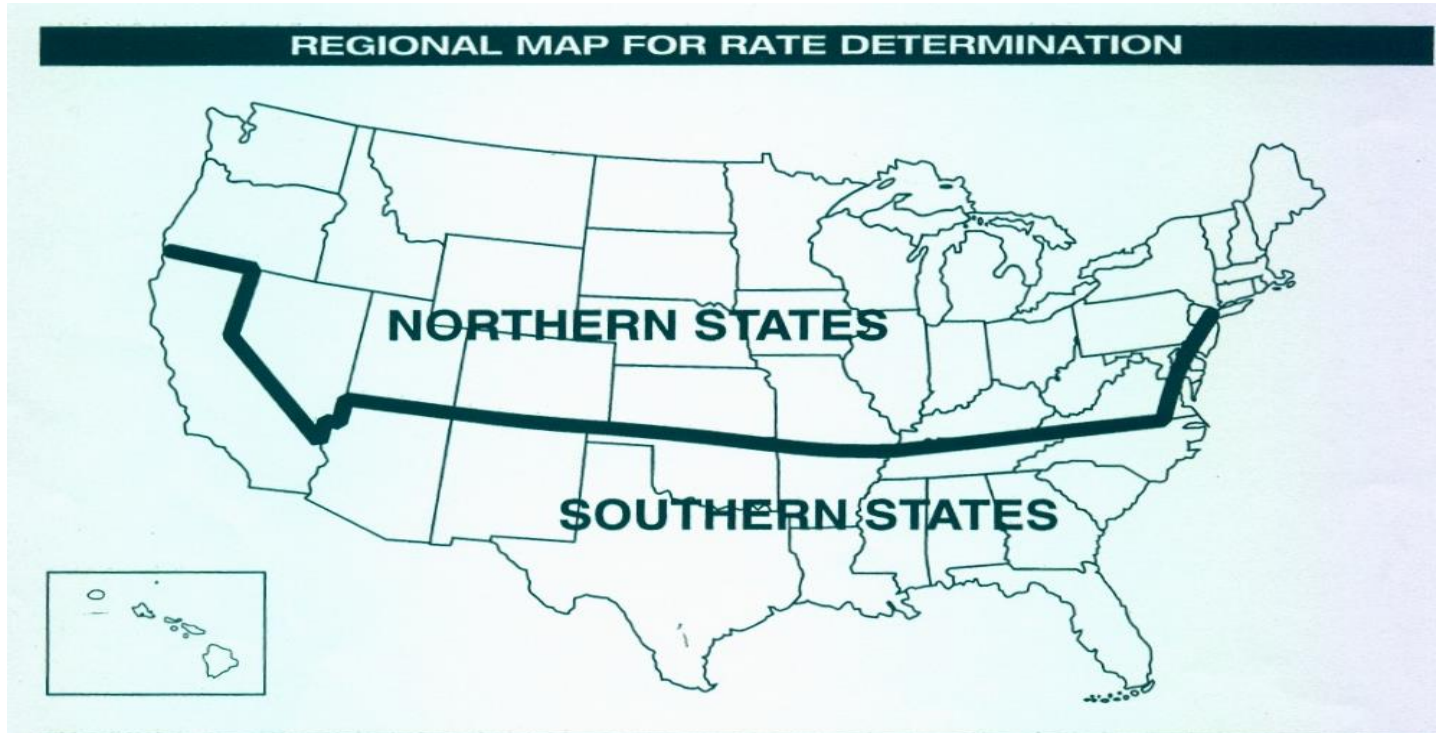 REGIONAL MAP FOR RATE DETERMINATION
NORTHERN STATES
SOUTHERN STATES